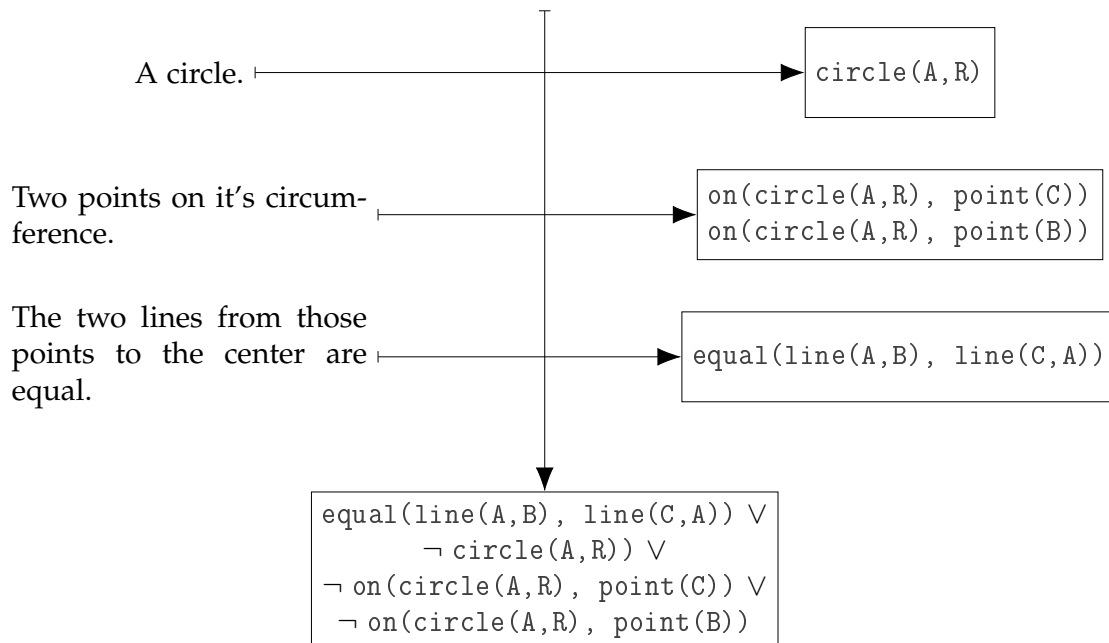 A circle.
circle(A,R)
Two points on it's circum-
ference.
on(circle(A,R), point(C))
on(circle(A,R), point(B))
The two lines from those
points to the center are
equal.
equal(line(A,B), line(C,A))
equal(line(A,B), line(C,A)) ∨
¬ circle(A,R)) ∨
¬ on(circle(A,R), point(C)) ∨
¬ on(circle(A,R), point(B))